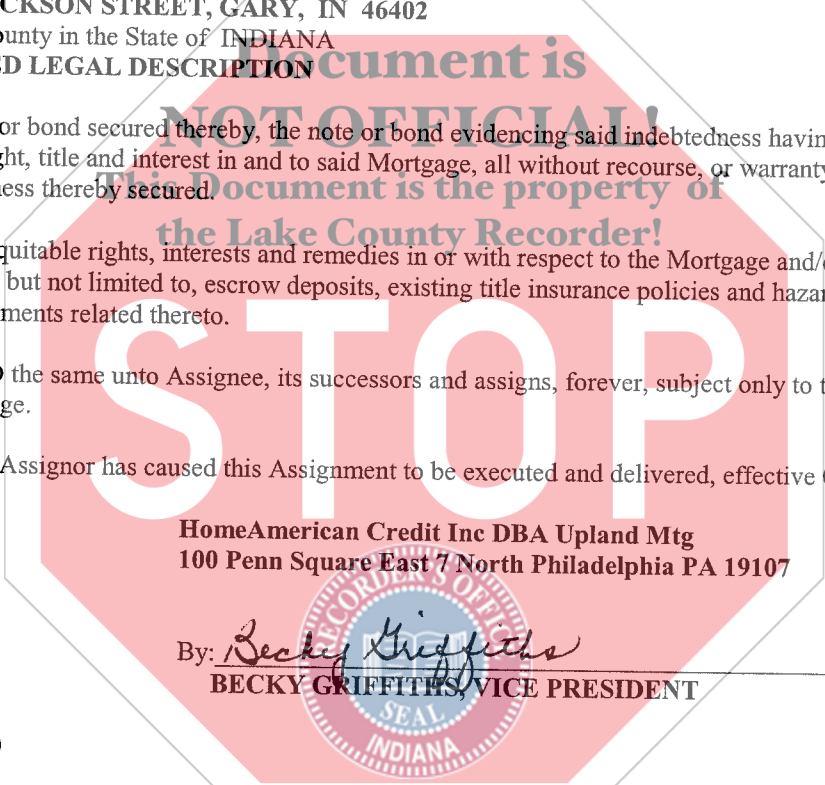 CKSON STREET, GARY, IN 46402
ounty in the State of INDIANA
ED LEGAL DESCRIPTION
Document is
NOT OFFICIAL!
This Document is the property of
the Lake County Recorder!
or bond secured thereby, the note or bond evidencing said indebtedness havin
ght, title and interest in and to said Mortgage, all without recourse, or warranty
ess thereby secured.
quitable rights, interests and remedies in or with respect to the Mortgage and/
but not limited to, escrow deposits, existing title insurance policies and hazar
ments related thereto.
STOP
the same unto Assignee, its successors and assigns, forever, subject only to t
ge.
Assignor has caused this Assignment to be executed and delivered, effective
HomeAmerican Credit Inc DBA Upland Mtg
100 Penn Square East 7 North Philadelphia PA 19107
By: Becky Griffiths
BECKY GRIFFITHS, VICE PRESIDENT
RECORDER'S OFFIC
SEAL
INDIANA